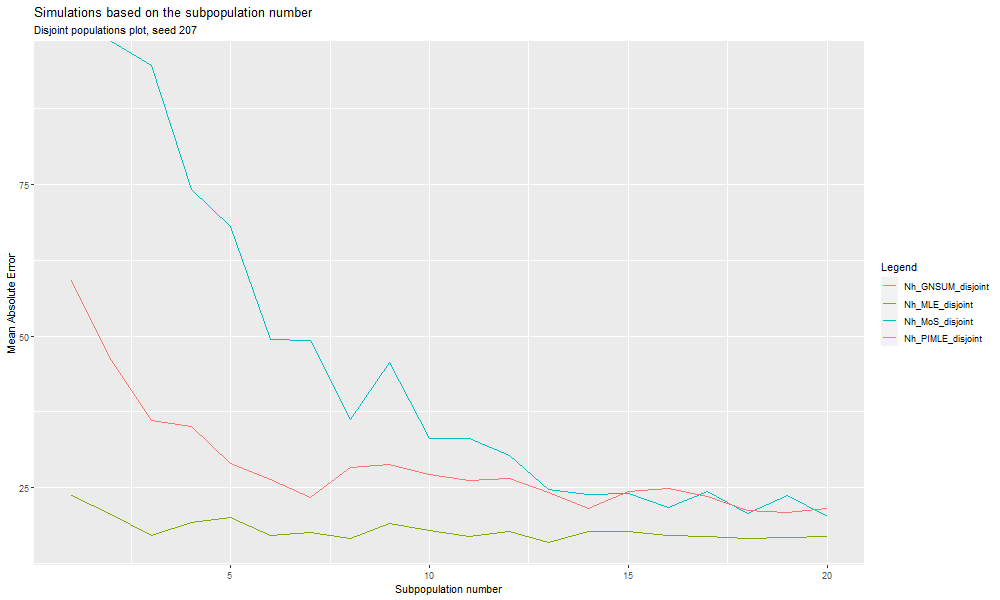 Simulations based on the subpopulation number
Disjoint populations plot, seed 207
Mean Absolute Error
75
50
25
5
10
15
20
Subpopulation number
Legend
Nh_GNSUM_disjoint
Nh_MLE_disjoint
Nh_MoS_disjoint
Nh_PIMLE_disjoint